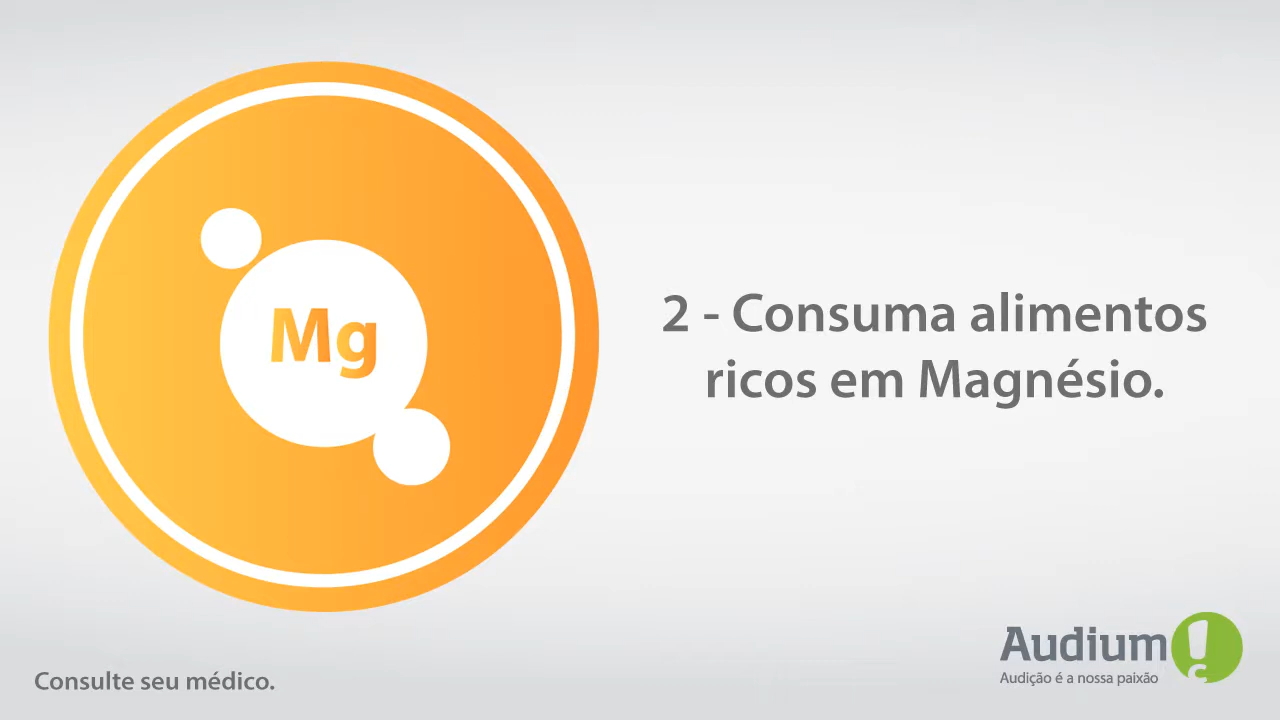 Mg
2 - Consuma alimentos
ricos em Magnésio.
Consulte seu médico.
Audium
Audição é a nossa paixão